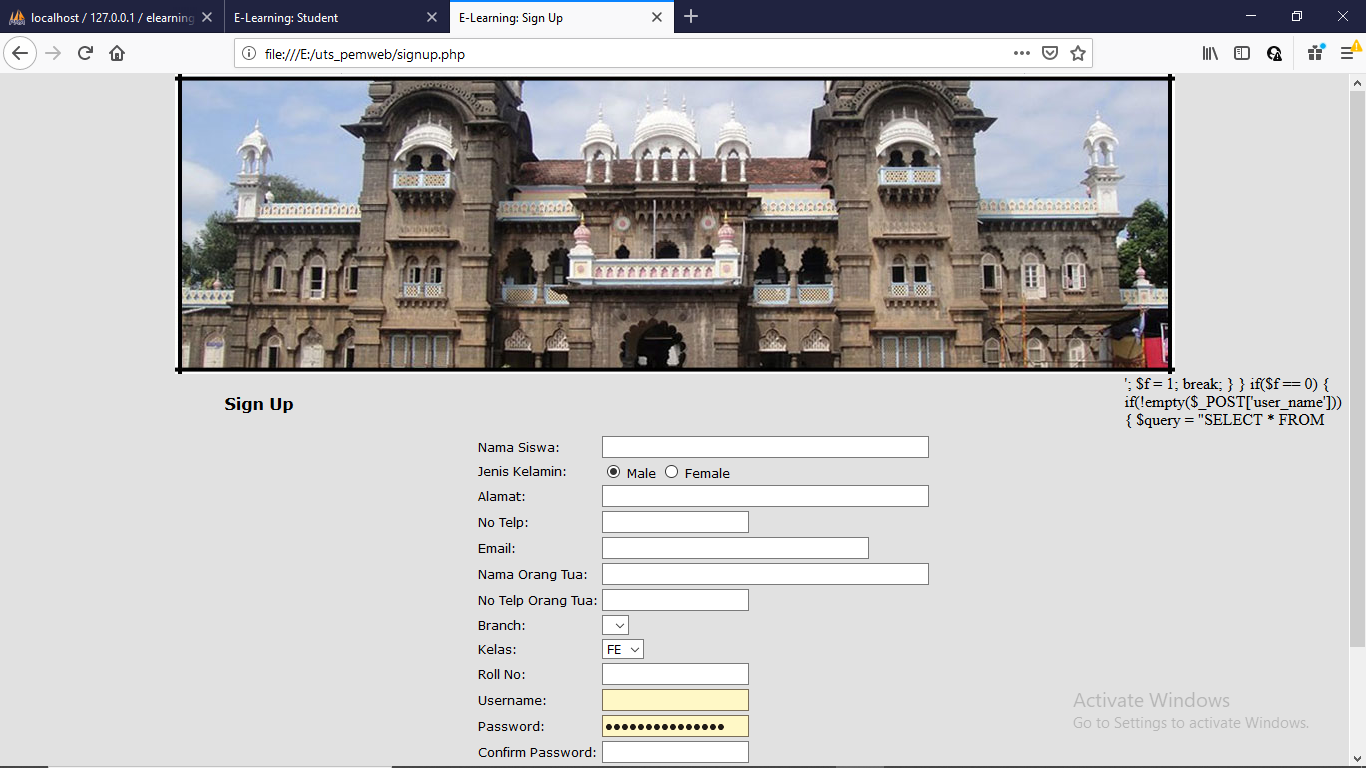 localhost / 127.0.0.1 / elearning
E-Learning: Student
E-Learning: Sign Up
file:///E:/uts_pemweb/signup.php
'; $f = 1; break; } } if($f == 0) {
if(!empty($_POST['user_name']))
{ $query = "SELECT * FROM
Sign Up
Nama Siswa:
Jenis Kelamin: Male Female
Alamat:
No Telp:
Email:
Nama Orang Tua:
No Telp Orang Tua:
Branch:
Kelas: FE
Roll No:
Username:
Password: •••••••••••••••
Confirm Password:
Activate Windows
Go to Settings to activate Windows.